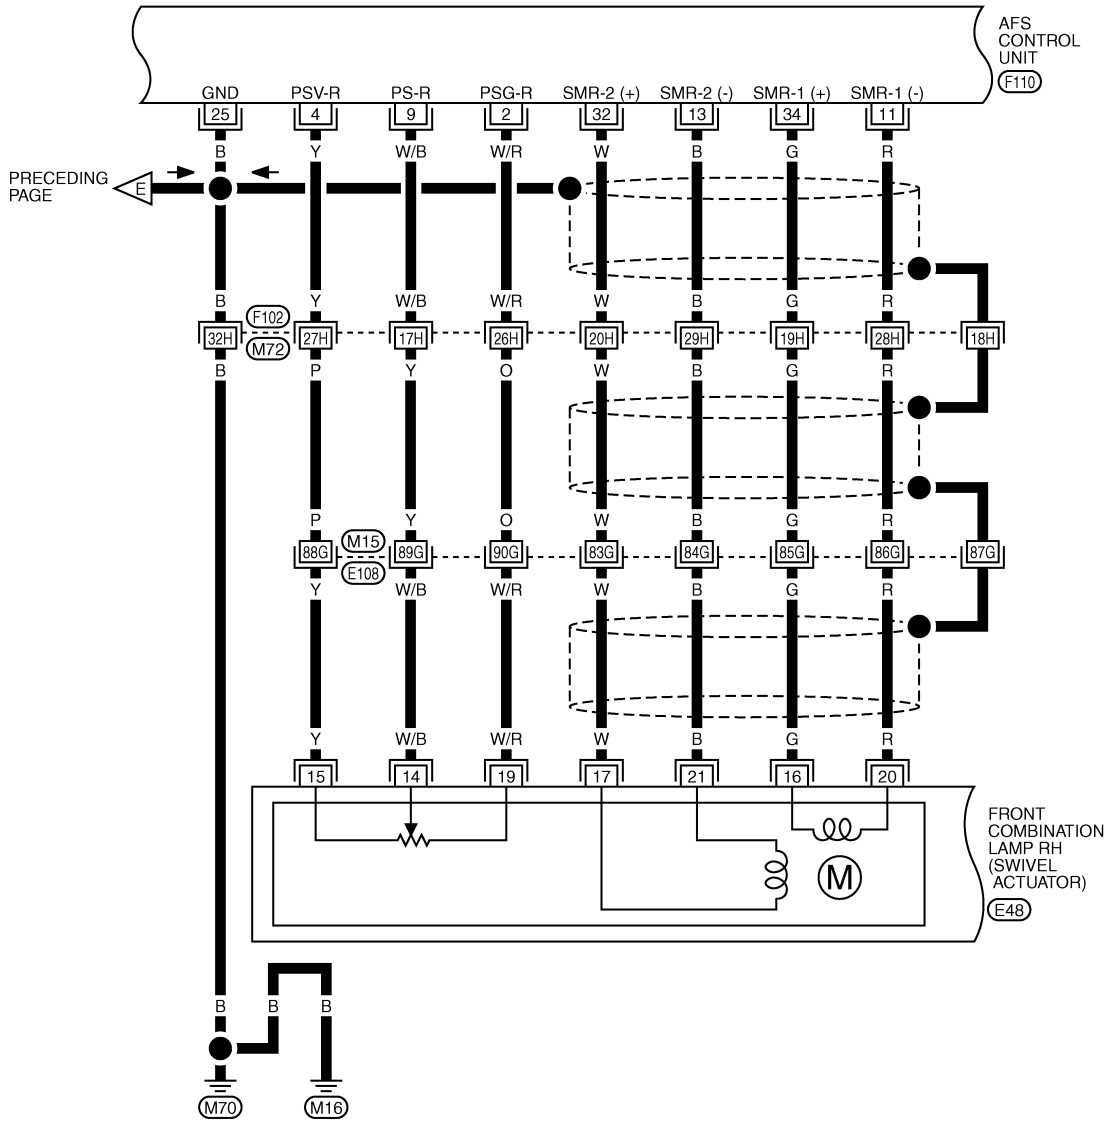 AFS
CONTROL
UNIT
F110
GND PSV-R PS-R PSG-R SMR-2 (+) SMR-2 (-) SMR-1 (+) SMR-1 (-)
25 4 9 2 32 13 34 11
B Y W/B W/R W B G R
PRECEDING
PAGE
E
B Y W/B W/R W B G R
F102
32H 27H 17H 26H 20H 29H 19H 28H 18H
M72
B P Y O W B G R
P Y O W B G R
M15
88G 89G 90G 83G 84G 85G 86G 87G
E108
Y W/B W/R W B G R
Y W/B W/R W B G R
15 14 19 17 21 16 20
FRONT
COMBINATION
LAMP RH
(SWIVEL
ACTUATOR)
E48
M
B B B
M70 M16